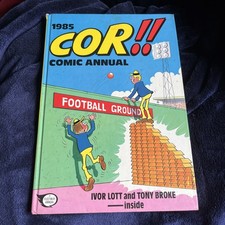 1985
COR!!
COMIC ANNUAL
FOOTBALL GROUND
IVOR LOTT and TONY BROKE
—inside